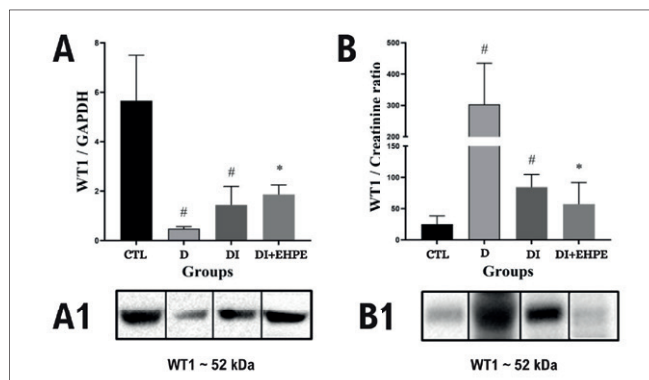 A
8
6
4
2
0
WT1 / GAPDH
#
#
*
CTL
D
DI
DI+EHPE
Groups
B
500
400
300
200
100
50
0
WT1 / Creatinine ratio
#
#
*
CTL
D
DI
DI+EHPE
Groups
A1
WT1 ~ 52 kDa
B1
WT1 ~ 52 kDa